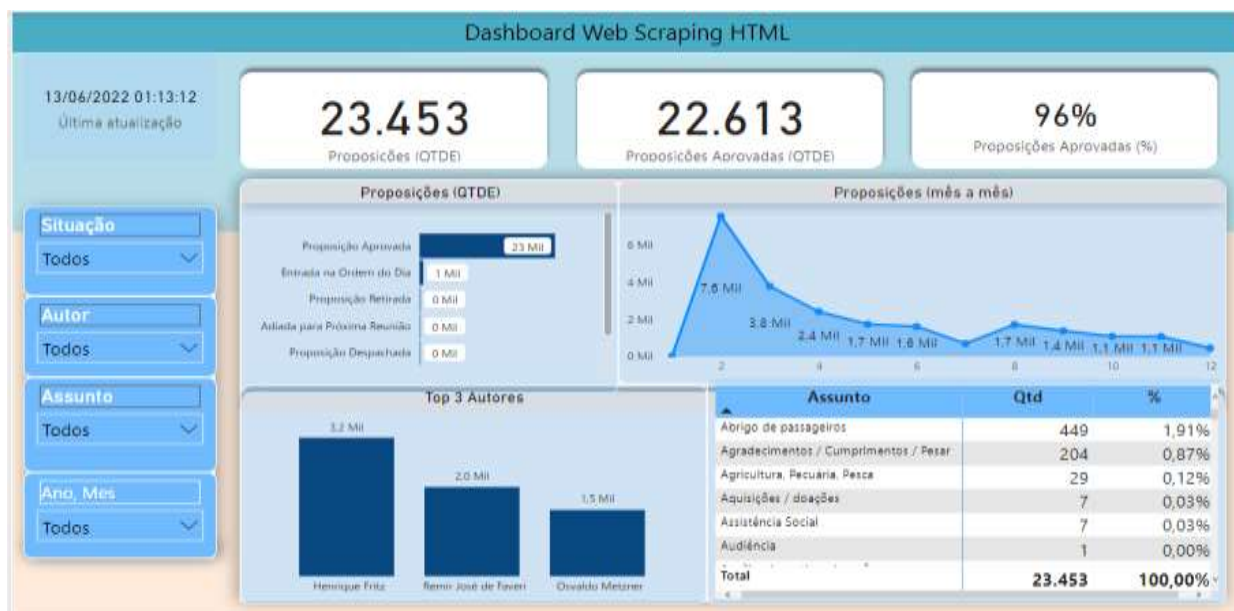 Dashboard Web Scraping HTML
13/06/2022 01:13:12
Última atualização
23.453
Proposições (QTDE)
22.613
Proposições Aprovadas (QTDE)
96%
Proposições Aprovadas (%)
Situação
Todos
Autor
Todos
Assunto
Todos
Ano, Mes
Todos
Proposições (QTDE)
Proposição Aprovada 23 Mil
Entrada na Ordem do Dia 1 Mil
Proposição Retirada 0 Mil
Adiada para Próxima Reunião 0 Mil
Proposição Despachada 0 Mil
Proposições (mês a mês)
6 Mil
4 Mil
2 Mil
0 Mil
7.6 Mil
3.8 Mil
2.4 Mil
1.7 Mil
1.6 Mil
1.7 Mil
1.4 Mil
1.1 Mil
1.1 Mil
2 4 6 8 10 12
Top 3 Autores
3.2 Mil
2.0 Mil
1.5 Mil
Henrique Fritz
Remir José de Faveri
Osvaldo Metzner
Assunto Qtd %
Abrigo de passageiros 449 1,91%
Agradecimentos / Cumprimentos / Pesar 204 0,87%
Agricultura, Pecuária, Pesca 29 0,12%
Aquisições / doações 7 0,03%
Assistência Social 7 0,03%
Audiência 1 0,00%
Total 23.453 100,00%